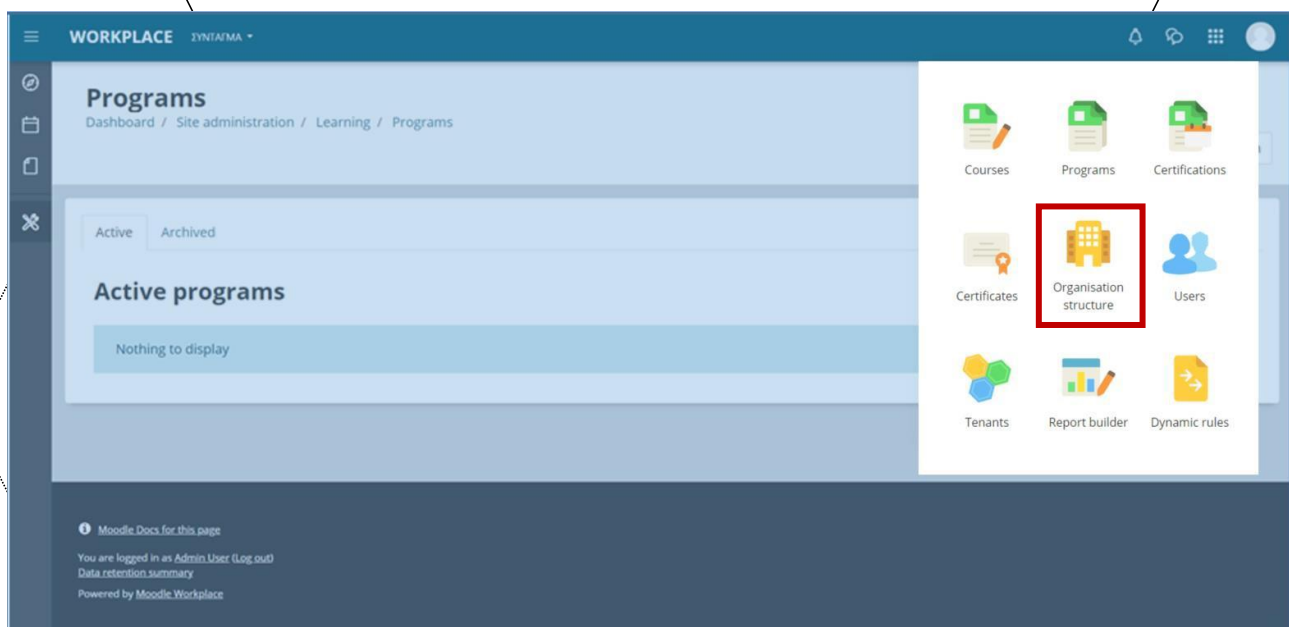 WORKPLACE ΣΥΝΤΑΓΜΑ
Programs
Dashboard / Site administration / Learning / Programs
Active Archived
Active programs
Nothing to display
Courses Programs Certifications
Certificates Organisation structure Users
Tenants Report builder Dynamic rules
Moodle Docs for this page
You are logged in as Admin User (Log out)
Data retention summary
Powered by Moodle Workplace